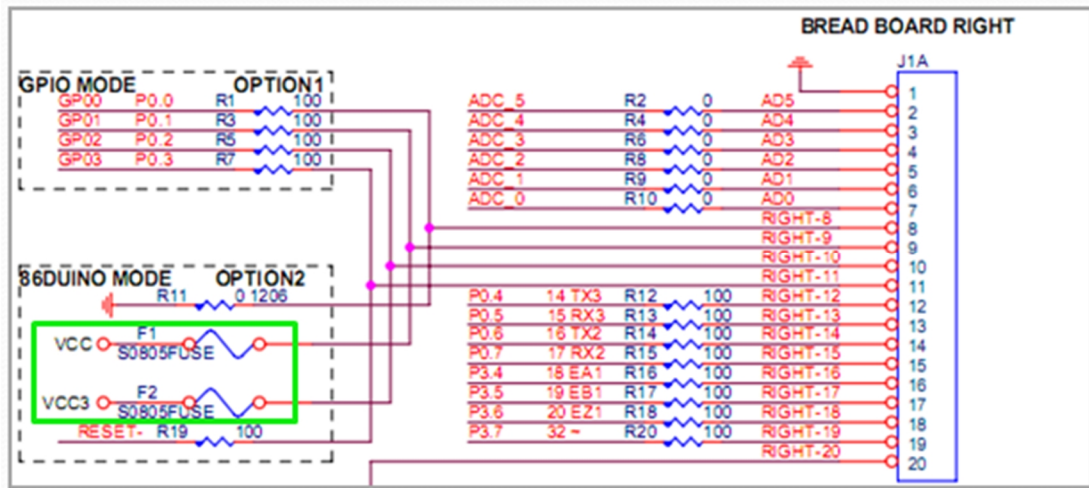 BREAD BOARD RIGHT
J1A
GPIO MODE OPTION1
GP00 P0.0 R1 100
GP01 P0.1 R3 100
GP02 P0.2 R5 100
GP03 P0.3 R7 100
ADC_5 R2 0 AD5
ADC_4 R4 0 AD4
ADC_3 R6 0 AD3
ADC_2 R8 0 AD2
ADC_1 R9 0 AD1
ADC_0 R10 0 AD0
RIGHT-8
RIGHT-9
RIGHT-10
RIGHT-11
86DUINO MODE OPTION2
R11 0 1206
VCC F1
S0805FUSE
VCC3 F2
S0805FUSE
RESET- R19 100
P0.4 14 TX3 R12 100 RIGHT-12
P0.5 15 RX3 R13 100 RIGHT-13
P0.6 16 TX2 R14 100 RIGHT-14
P0.7 17 RX2 R15 100 RIGHT-15
P3.4 18 EA1 R16 100 RIGHT-16
P3.5 19 EB1 R17 100 RIGHT-17
P3.6 20 EZ1 R18 100 RIGHT-18
P3.7 32 ~ R20 100 RIGHT-19
RIGHT-20
1
2
3
4
5
6
7
8
9
10
11
12
13
14
15
16
17
18
19
20